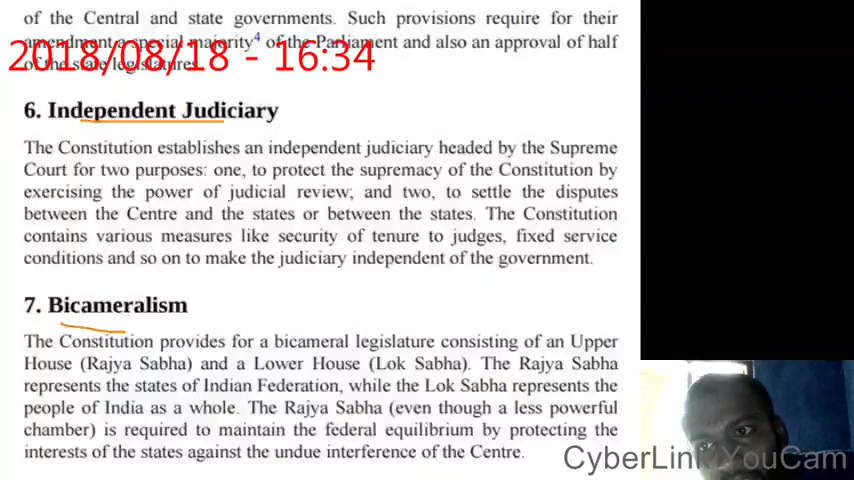 of the Central and state governments. Such provisions require for their
amendment a special majority4 of the Parliament and also an approval of half
2018/08/18 - 16:34
of the state legislatures.
6. Independent Judiciary
The Constitution establishes an independent judiciary headed by the Supreme
Court for two purposes: one, to protect the supremacy of the Constitution by
exercising the power of judicial review; and two, to settle the disputes
between the Centre and the states or between the states. The Constitution
contains various measures like security of tenure to judges, fixed service
conditions and so on to make the judiciary independent of the government.
7. Bicameralism
The Constitution provides for a bicameral legislature consisting of an Upper
House (Rajya Sabha) and a Lower House (Lok Sabha). The Rajya Sabha
represents the states of Indian Federation, while the Lok Sabha represents the
people of India as a whole. The Rajya Sabha (even though a less powerful
chamber) is required to maintain the federal equilibrium by protecting the
interests of the states against the undue interference of the Centre.
CyberLink YouCam